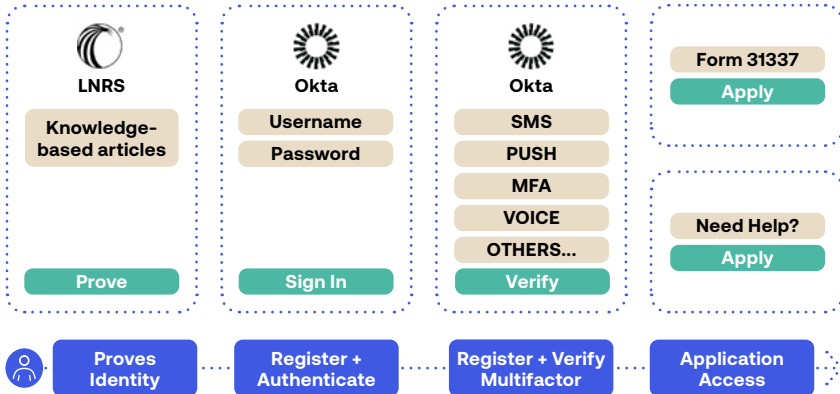 LNRS
Knowledge-
based articles
Prove
Okta
Username
Password
Sign In
Okta
SMS
PUSH
MFA
VOICE
OTHERS...
Verify
Form 31337
Apply
Need Help?
Apply
Proves
Identity
Register +
Authenticate
Register + Verify
Multifactor
Application
Access